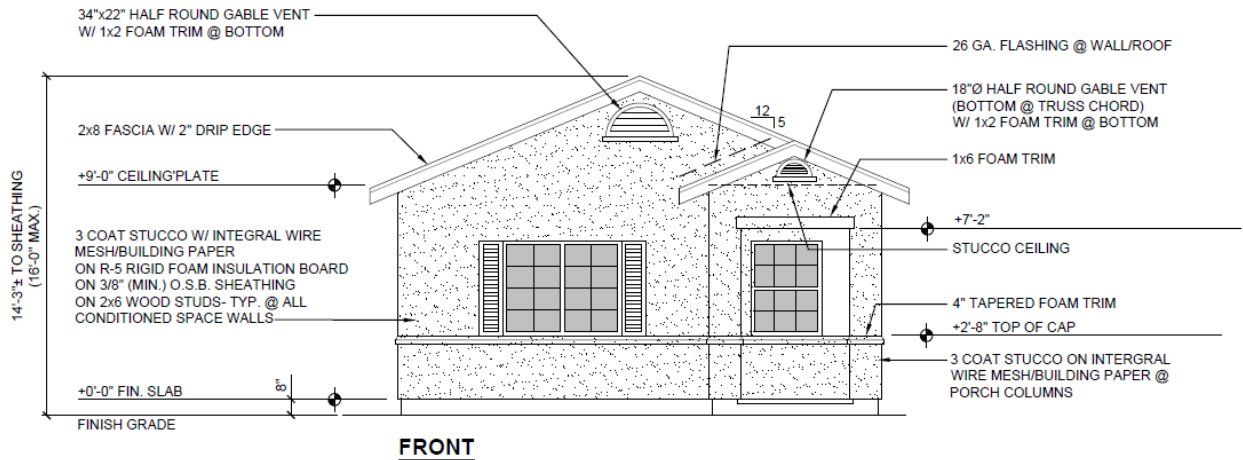 34"x22" HALF ROUND GABLE VENT
W/ 1x2 FOAM TRIM @ BOTTOM
2x8 FASCIA W/ 2" DRIP EDGE
+9'-0" CEILING'PLATE
14'-3"± TO SHEATHING
(16'-0" MAX.)
3 COAT STUCCO W/ INTEGRAL WIRE
MESH/BUILDING PAPER
ON R-5 RIGID FOAM INSULATION BOARD
ON 3/8" (MIN.) O.S.B. SHEATHING
ON 2x6 WOOD STUDS- TYP. @ ALL
CONDITIONED SPACE WALLS
+0'-0" FIN. SLAB
8"
FINISH GRADE
12
5
26 GA. FLASHING @ WALL/ROOF
18"Ø HALF ROUND GABLE VENT
(BOTTOM @ TRUSS CHORD)
W/ 1x2 FOAM TRIM @ BOTTOM
1x6 FOAM TRIM
+7'-2"
STUCCO CEILING
4" TAPERED FOAM TRIM
+2'-8" TOP OF CAP
3 COAT STUCCO ON INTERGRAL
WIRE MESH/BUILDING PAPER @
PORCH COLUMNS
FRONT